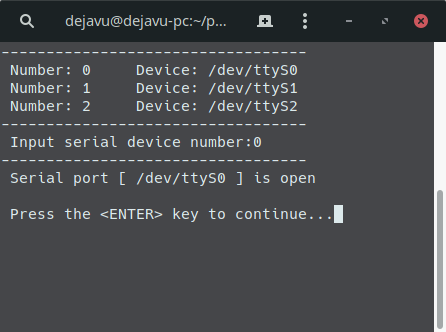 dejavu@dejavu-pc:~/p...
----------------------------------
Number: 0     Device: /dev/ttyS0
Number: 1     Device: /dev/ttyS1
Number: 2     Device: /dev/ttyS2
----------------------------------
Input serial device number:0
----------------------------------
Serial port [ /dev/ttyS0 ] is open
Press the <ENTER> key to continue...